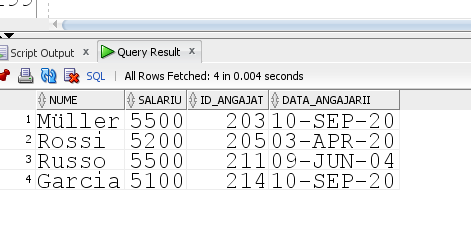 Script Output × Query Result ×
SQL | All Rows Fetched: 4 in 0.004 seconds
NUME SALARIU ID_ANGAJAT DATA_ANGAJARII
1 Müller 5500 203 10-SEP-20
2 Rossi 5200 205 03-APR-20
3 Russo 5500 211 09-JUN-04
4 Garcia 5100 214 10-SEP-20